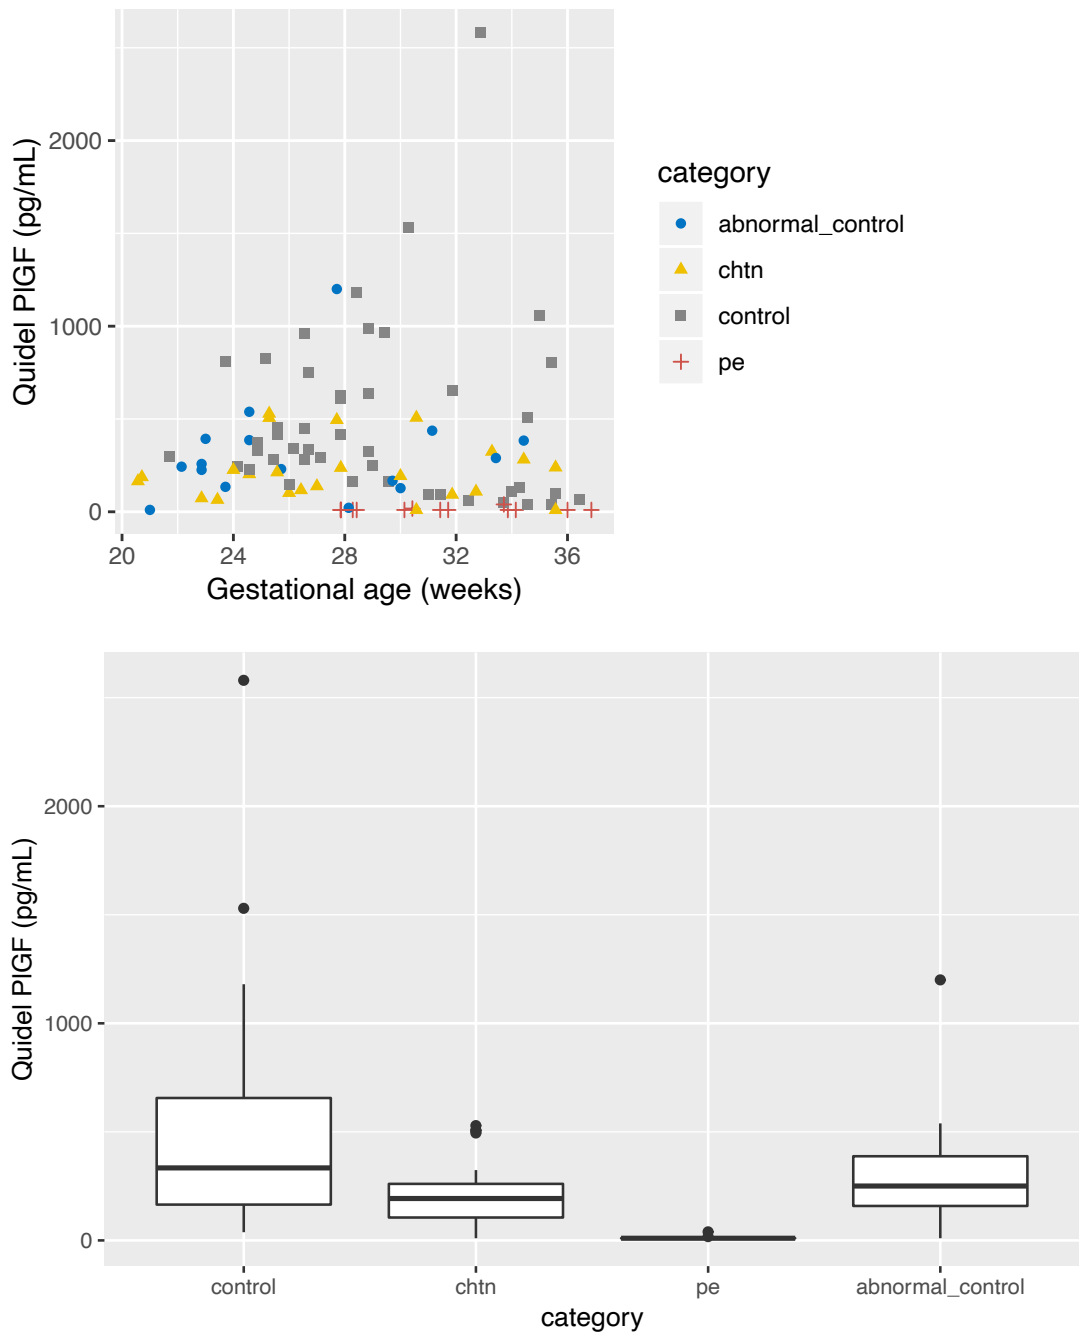 2000
1000
0
Quidel PlGF (pg/mL)
20 24 28 32 36
Gestational age (weeks)
category
abnormal_control
chtn
control
pe
2000
1000
0
Quidel PlGF (pg/mL)
control chtn pe abnormal_control
category